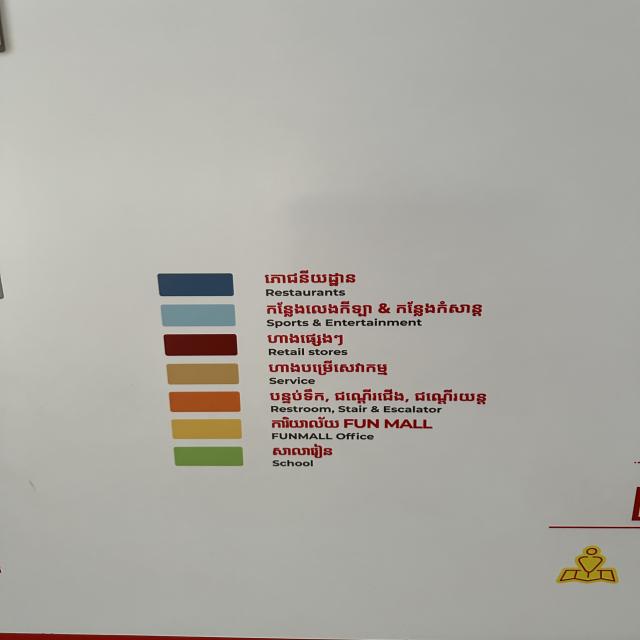 ភោជនីយដ្ឋាន
Restaurants
កន្លែងលេងកីឡា & កន្លែងកំសាន្ត
Sports & Entertainment
ហាងផ្សេងៗ
Retail stores
ហាងបម្រើសេវាកម្ម
Service
បន្ទប់ទឹក, ជណ្តើរជើង, ជណ្តើរយន្ត
Restroom, Stair & Escalator
ការិយាល័យ FUN MALL
FUNMALL Office
សាលារៀន
School